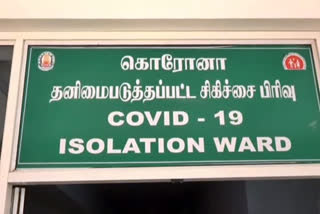 கொரோனா
தனிமைபடுத்தப்பட்ட சிகிச்சை பிரிவு
COVID - 19
ISOLATION WARD